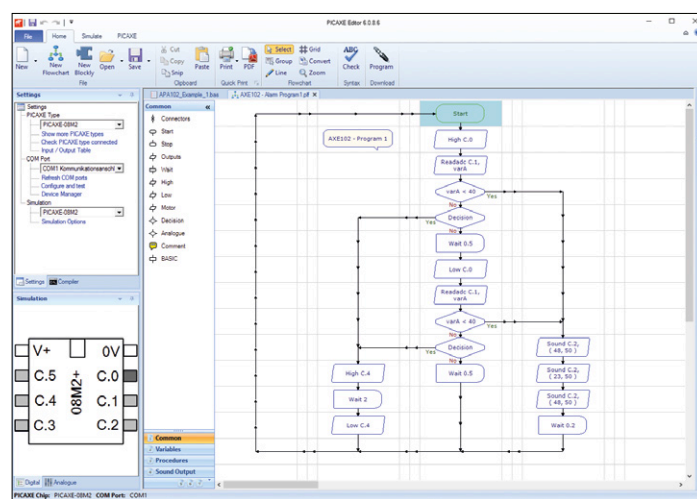 PICAXE Editor 6.0.8.6
File Home Simulate PICAXE
New
New Flowchart
New Blockly
Open
Save
File
Cut
Copy
Snip
Paste
Clipboard
Print
PDF
Quick Print
Select
Group
Line
Grid
Convert
Zoom
Flowchart
ABC
Check
Syntax
Program
Download
Settings
Settings
PICAXE Type
PICAXE-08M2
Show more PICAXE types
Check PICAXE type connected
Input / Output Table
COM Port
COM1 Kommunikationsanschl
Refresh COM ports
Configure and test
Device Manager
Simulation
PICAXE-08M2
Simulation Options
Settings Compiler
Simulation
V+ 0V
C.5 C.0
C.4 C.1
C.3 C.2
08M2+
Digital Analogue
Common
Connectors
Start
Stop
Outputs
Wait
High
Low
Motor
Decision
Analogue
Comment
BASIC
Common
Variables
Procedures
Sound Output
APA102_Example_1.bas
AXE102 - Alarm Program1.plf
AXE102 - Program 1
Start
High C.0
Readadc C.1,
varA
varA < 40
Yes
No
Decision
Yes
No
Wait 0.5
Low C.0
Readadc C.1,
varA
varA < 40
Yes
No
Decision
Yes
No
Wait 0.5
High C.4
Wait 2
Low C.4
Sound C.2,
( 48, 50 )
Sound C.2,
( 23, 50 )
Sound C.2,
( 48, 50 )
Wait 0.2
PICAXE Chip: PICAXE-08M2 COM Port: COM1